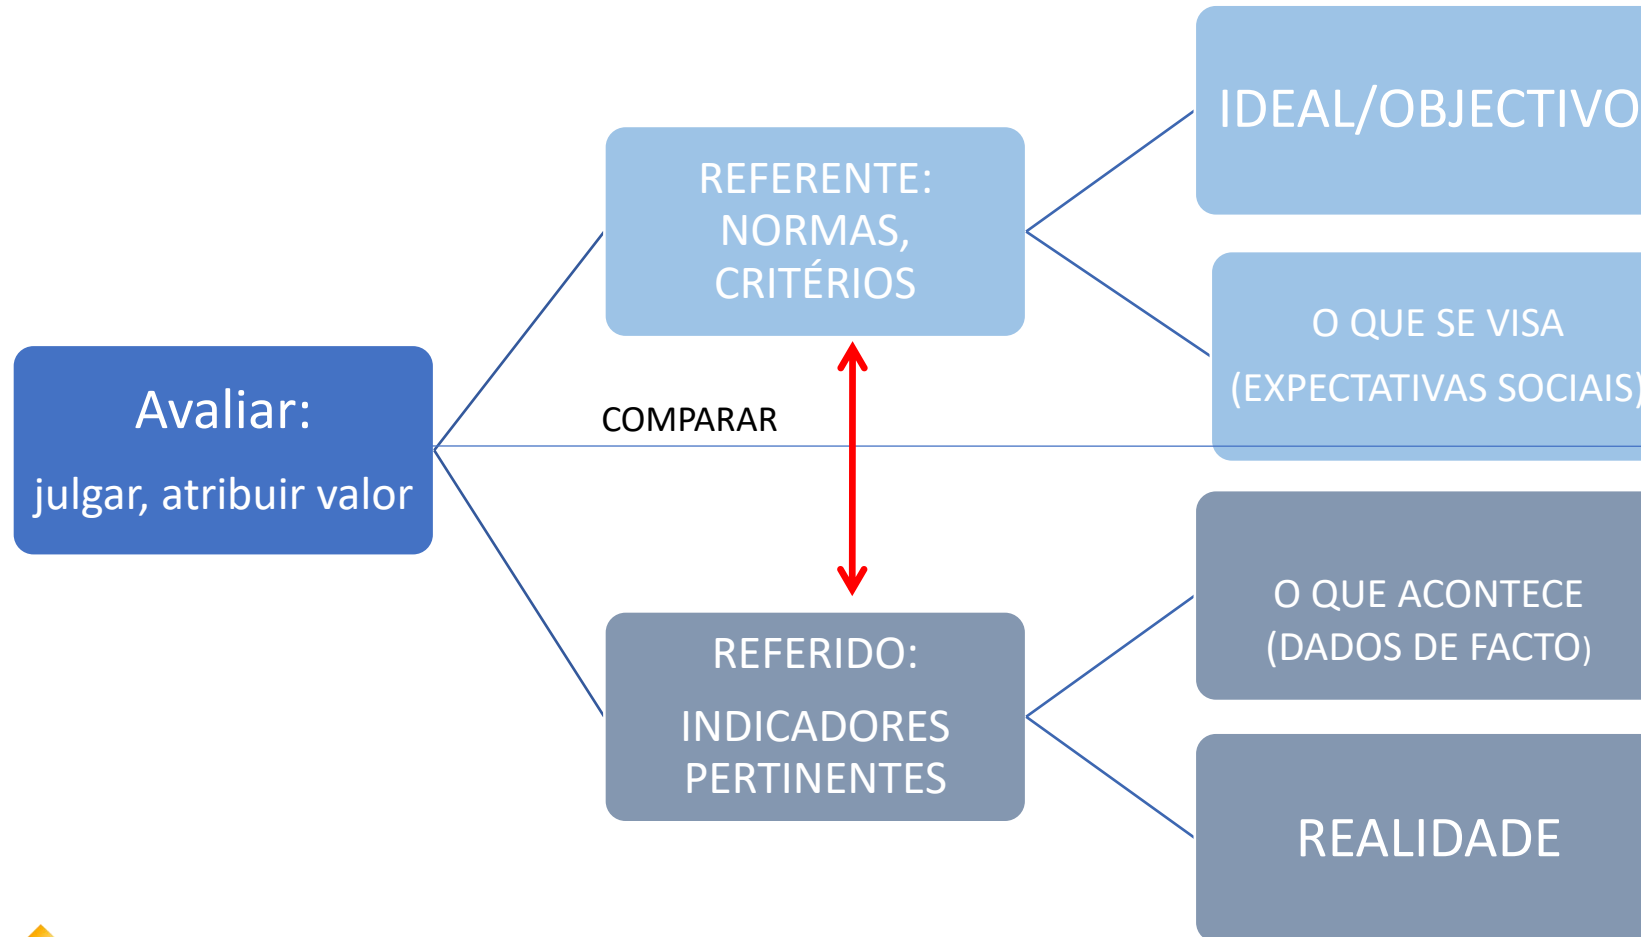 Avaliar:
julgar, atribuir valor
REFERENTE:
NORMAS,
CRITÉRIOS
IDEAL/OBJECTIVO
O QUE SE VISA
(EXPECTATIVAS SOCIAIS)
COMPARAR
REFERIDO:
INDICADORES
PERTINENTES
O QUE ACONTECE
(DADOS DE FACTO)
REALIDADE